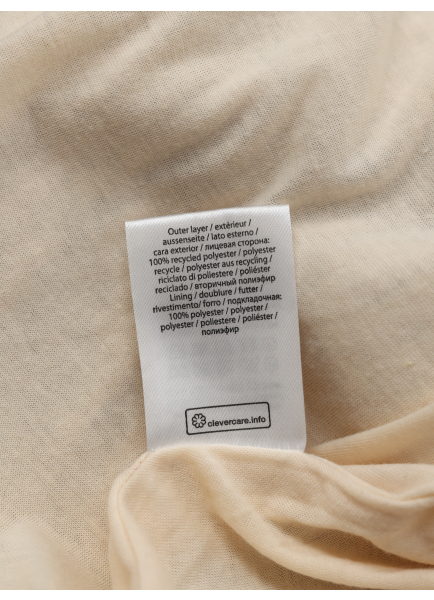 Outer layer / extérieur /
aussenseite / lato esterno /
cara exterior / лицевая сторона:
100% recycled polyester / polyester
recycle / polyester aus recycling /
riciclato di poliestere / poliéster
reciclado / вторичный полиэфир
Lining / doublure / futter /
rivestimento/ forro / подкладочная:
100% polyester / polyester /
polyester / poliestere / poliéster /
полиэфир
clevercare.info